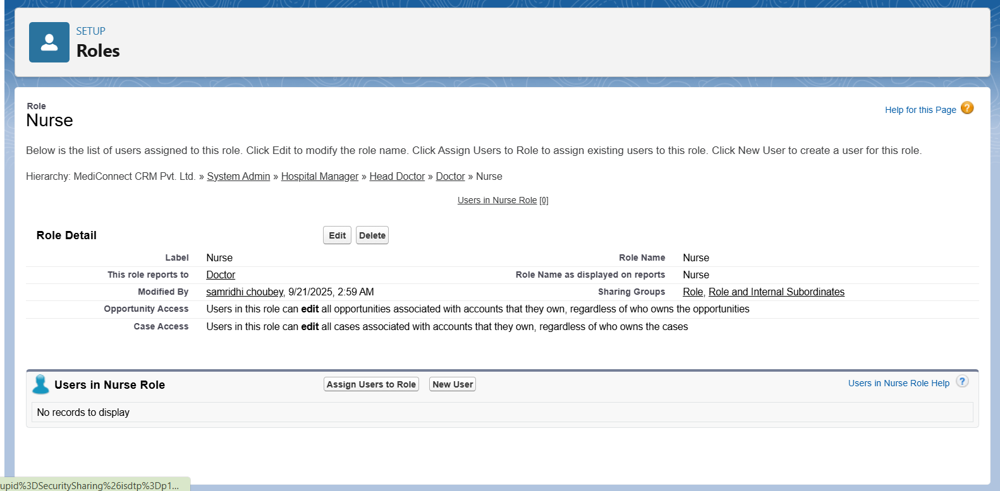 SETUP
Roles
Role
Nurse
Help for this Page ?
Below is the list of users assigned to this role. Click Edit to modify the role name. Click Assign Users to Role to assign existing users to this role. Click New User to create a user for this role.
Hierarchy: MediConnect CRM Pvt. Ltd. » System Admin » Hospital Manager » Head Doctor » Doctor » Nurse
Users in Nurse Role [0]
Role Detail Edit Delete
Label Nurse Role Name Nurse
This role reports to Doctor Role Name as displayed on reports Nurse
Modified By samridhi choubey, 9/21/2025, 2:59 AM Sharing Groups Role, Role and Internal Subordinates
Opportunity Access Users in this role can edit all opportunities associated with accounts that they own, regardless of who owns the opportunities
Case Access Users in this role can edit all cases associated with accounts that they own, regardless of who owns the cases
Users in Nurse Role Assign Users to Role New User Users in Nurse Role Help ?
No records to display
upid%3DSecuritySharing%26isdtp%3Dp1...